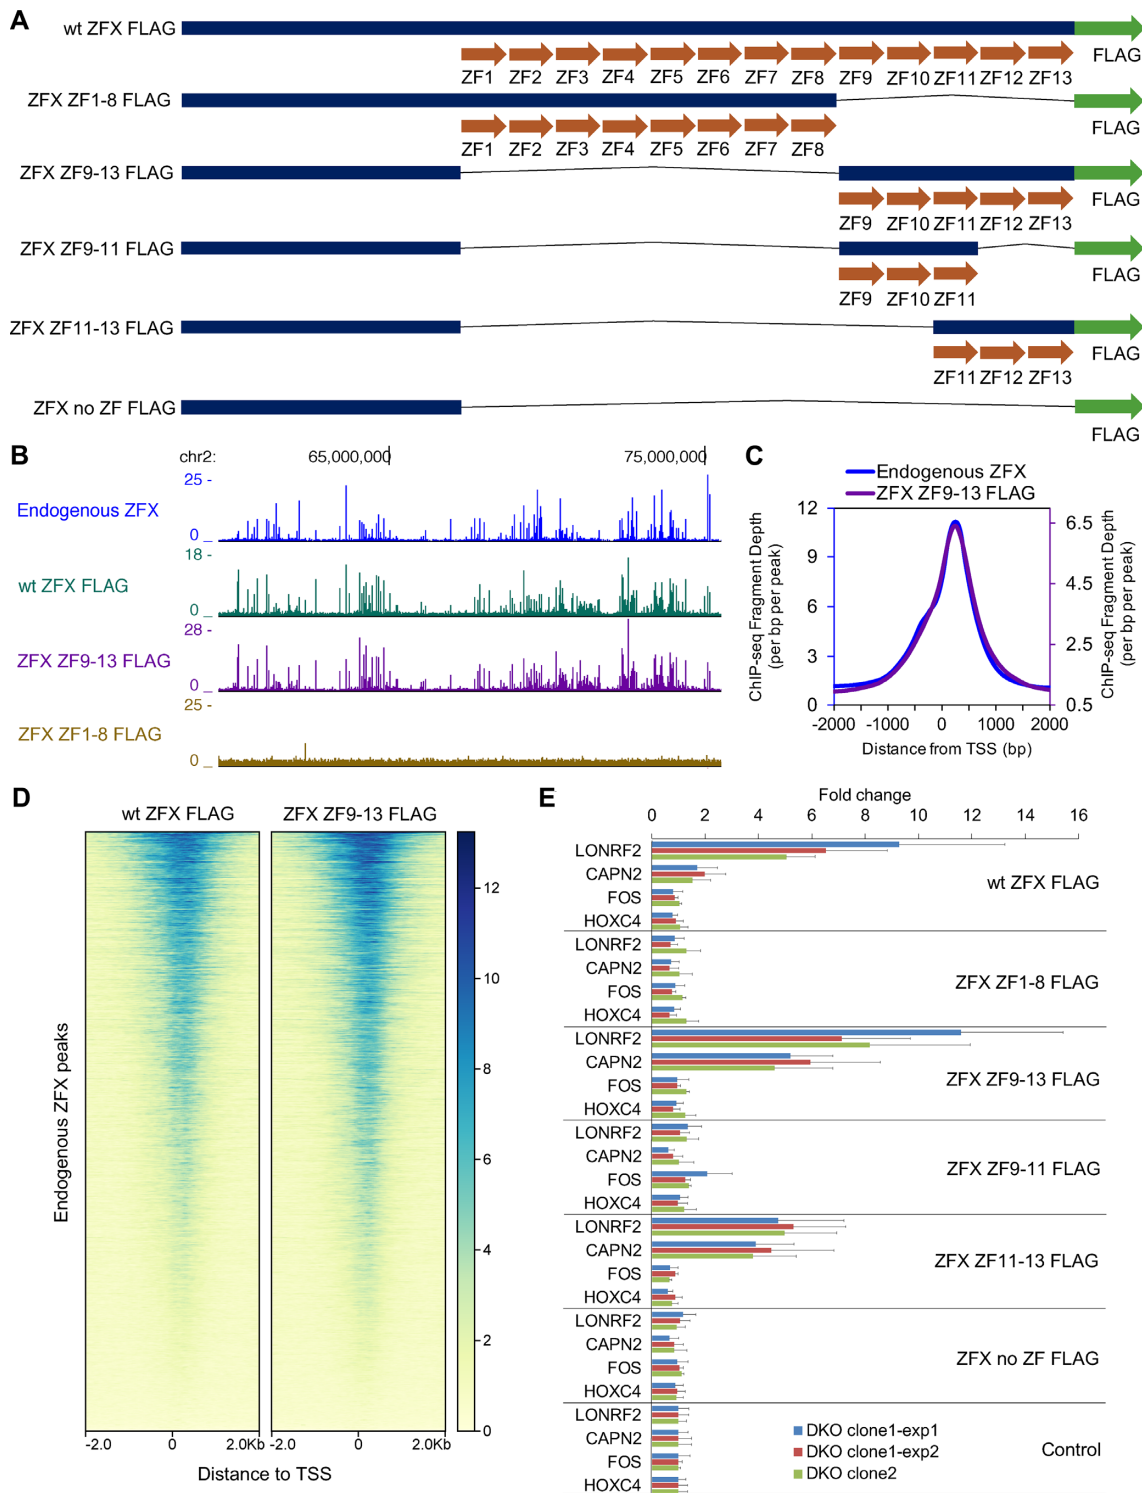 A
wt ZFX FLAG
FLAG
ZF1 ZF2 ZF3 ZF4 ZF5 ZF6 ZF7 ZF8 ZF9 ZF10 ZF11 ZF12 ZF13
ZFX ZF1-8 FLAG
FLAG
ZF1 ZF2 ZF3 ZF4 ZF5 ZF6 ZF7 ZF8
ZFX ZF9-13 FLAG
FLAG
ZF9 ZF10 ZF11 ZF12 ZF13
ZFX ZF9-11 FLAG
FLAG
ZF9 ZF10 ZF11
ZFX ZF11-13 FLAG
FLAG
ZF11 ZF12 ZF13
ZFX no ZF FLAG
FLAG
B
chr2: 65,000,000 75,000,000
25 -
Endogenous ZFX
0 _
18 -
wt ZFX FLAG
0 _
28 -
ZFX ZF9-13 FLAG
0 _
25 -
ZFX ZF1-8 FLAG
0 _
C
Endogenous ZFX
ZFX ZF9-13 FLAG
ChIP-seq Fragment Depth
(per bp per peak)
12
9
6
3
0
6.5
4.5
2.5
0.5
ChIP-seq Fragment Depth
(per bp per peak)
-2000 -1000 0 1000 2000
Distance from TSS (bp)
D
wt ZFX FLAG ZFX ZF9-13 FLAG
Endogenous ZFX peaks
12
10
8
6
4
2
0
-2.0 0 2.0Kb -2.0 0 2.0Kb
Distance to TSS
E
Fold change
0 2 4 6 8 10 12 14 16
LONRF2
CAPN2
wt ZFX FLAG
FOS
HOXC4
LONRF2
CAPN2
ZFX ZF1-8 FLAG
FOS
HOXC4
LONRF2
CAPN2
ZFX ZF9-13 FLAG
FOS
HOXC4
LONRF2
CAPN2
ZFX ZF9-11 FLAG
FOS
HOXC4
LONRF2
CAPN2
ZFX ZF11-13 FLAG
FOS
HOXC4
LONRF2
CAPN2
ZFX no ZF FLAG
FOS
HOXC4
LONRF2
CAPN2
FOS
HOXC4
DKO clone1-exp1
DKO clone1-exp2
DKO clone2
Control